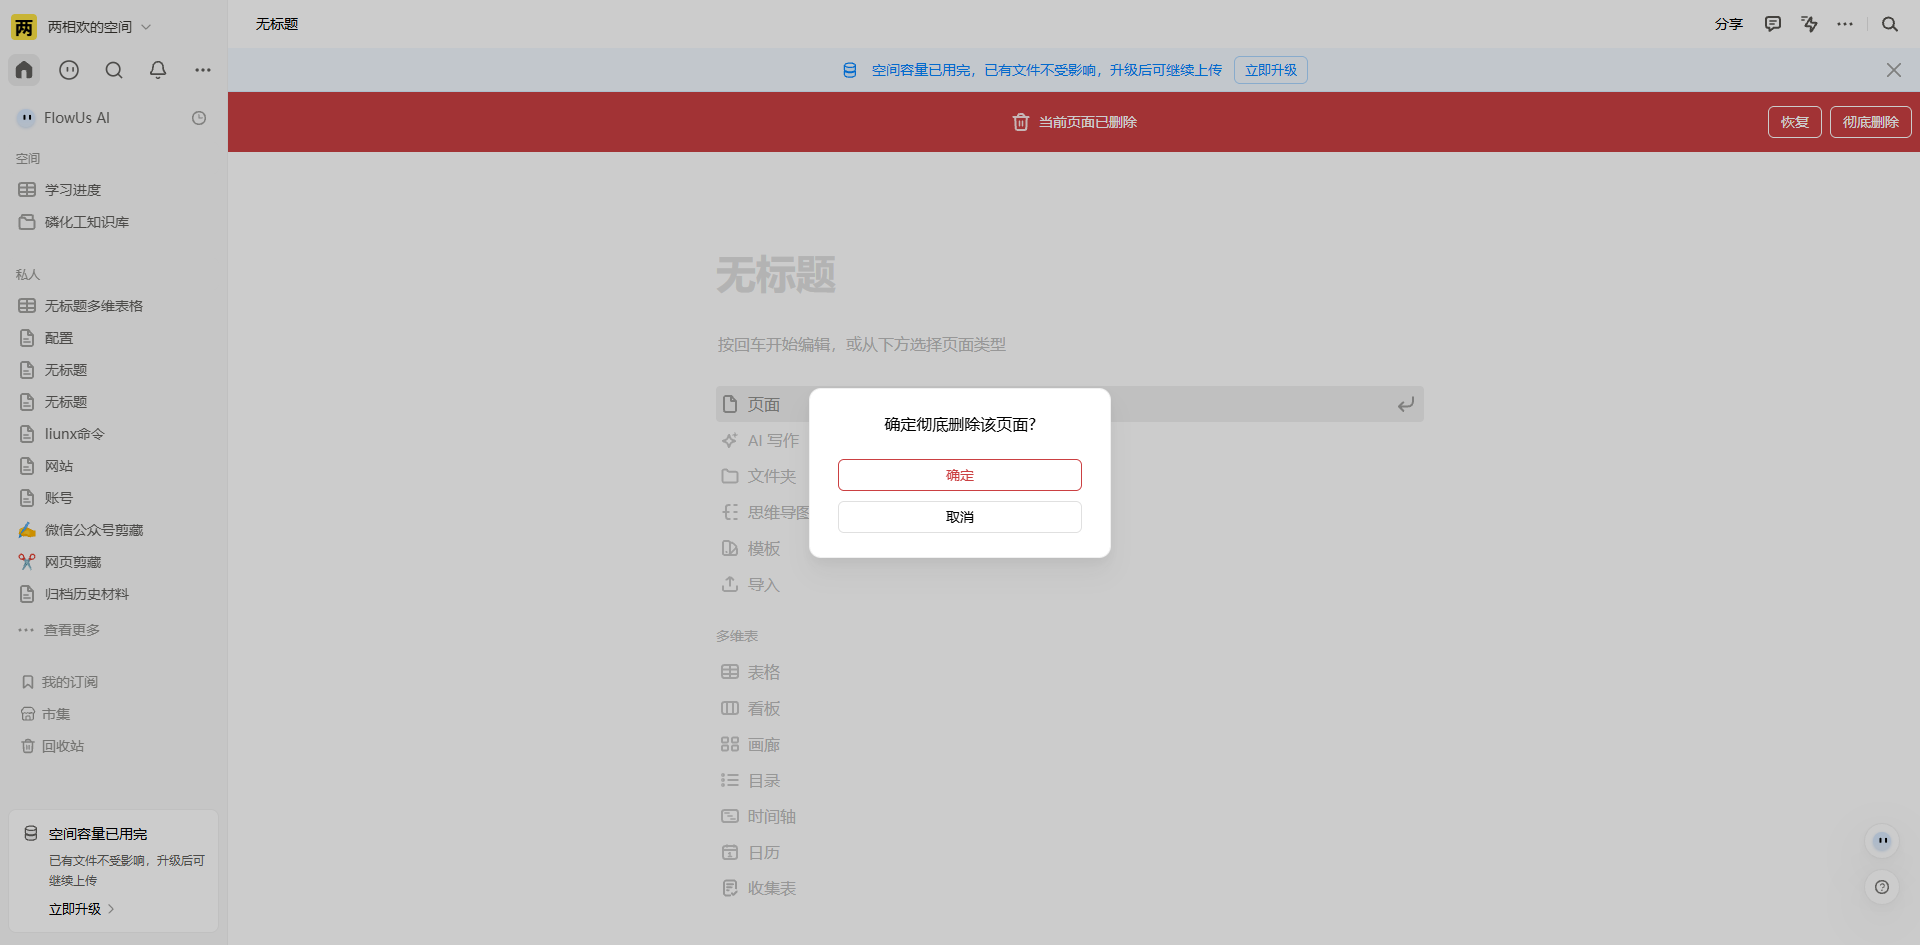 两 两相欢的空间
FlowUs AI
空间
学习进度
磷化工知识库
私人
无标题多维表格
配置
无标题
无标题
liunx命令
网站
账号
微信公众号剪藏
网页剪藏
归档历史材料
查看更多
我的订阅
市集
回收站
空间容量已用完
已有文件不受影响，升级后可
继续上传
立即升级
无标题
分享
空间容量已用完，已有文件不受影响，升级后可继续上传 立即升级
当前页面已删除
恢复 彻底删除
无标题
按回车开始编辑，或从下方选择页面类型
页面
AI 写作
文件夹
思维导图
模板
导入
多维表
表格
看板
画廊
目录
时间轴
日历
收集表
确定彻底删除该页面?
确定
取消